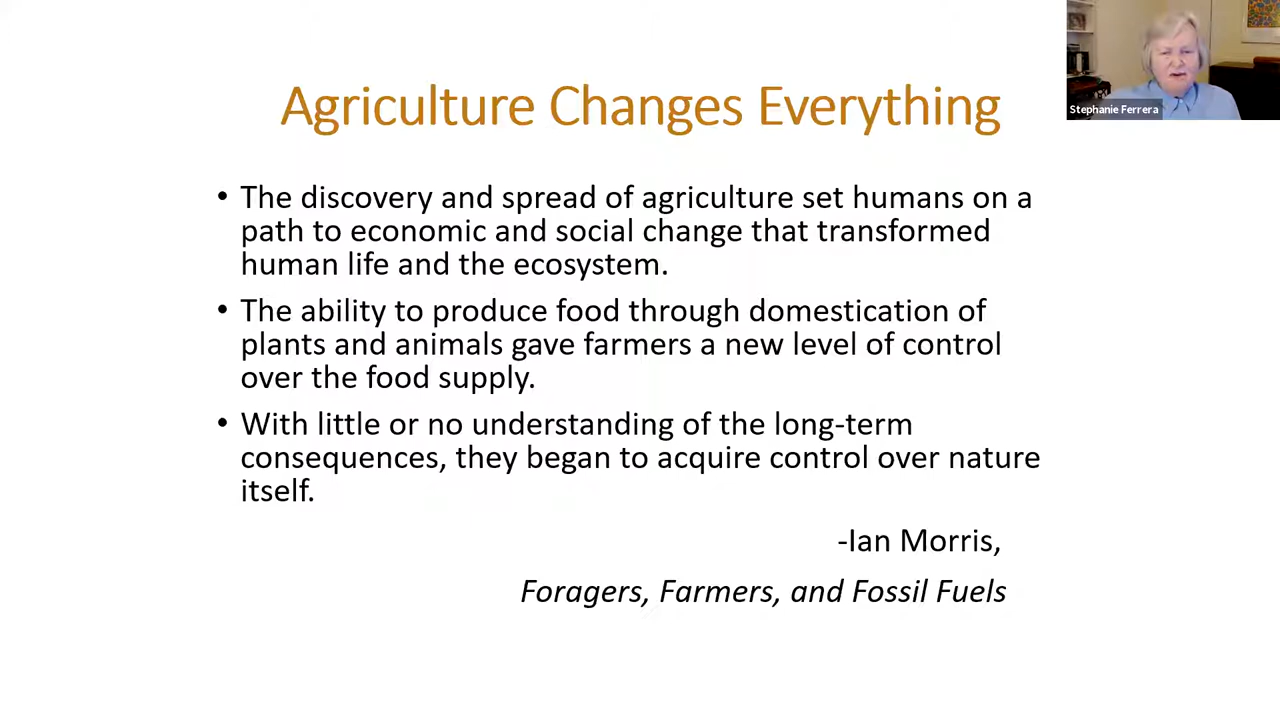 Agriculture Changes Everything
Stephanie Ferrera
• The discovery and spread of agriculture set humans on a
path to economic and social change that transformed
human life and the ecosystem.
• The ability to produce food through domestication of
plants and animals gave farmers a new level of control
over the food supply.
• With little or no understanding of the long-term
consequences, they began to acquire control over nature
itself.
-Ian Morris,
Foragers, Farmers, and Fossil Fuels